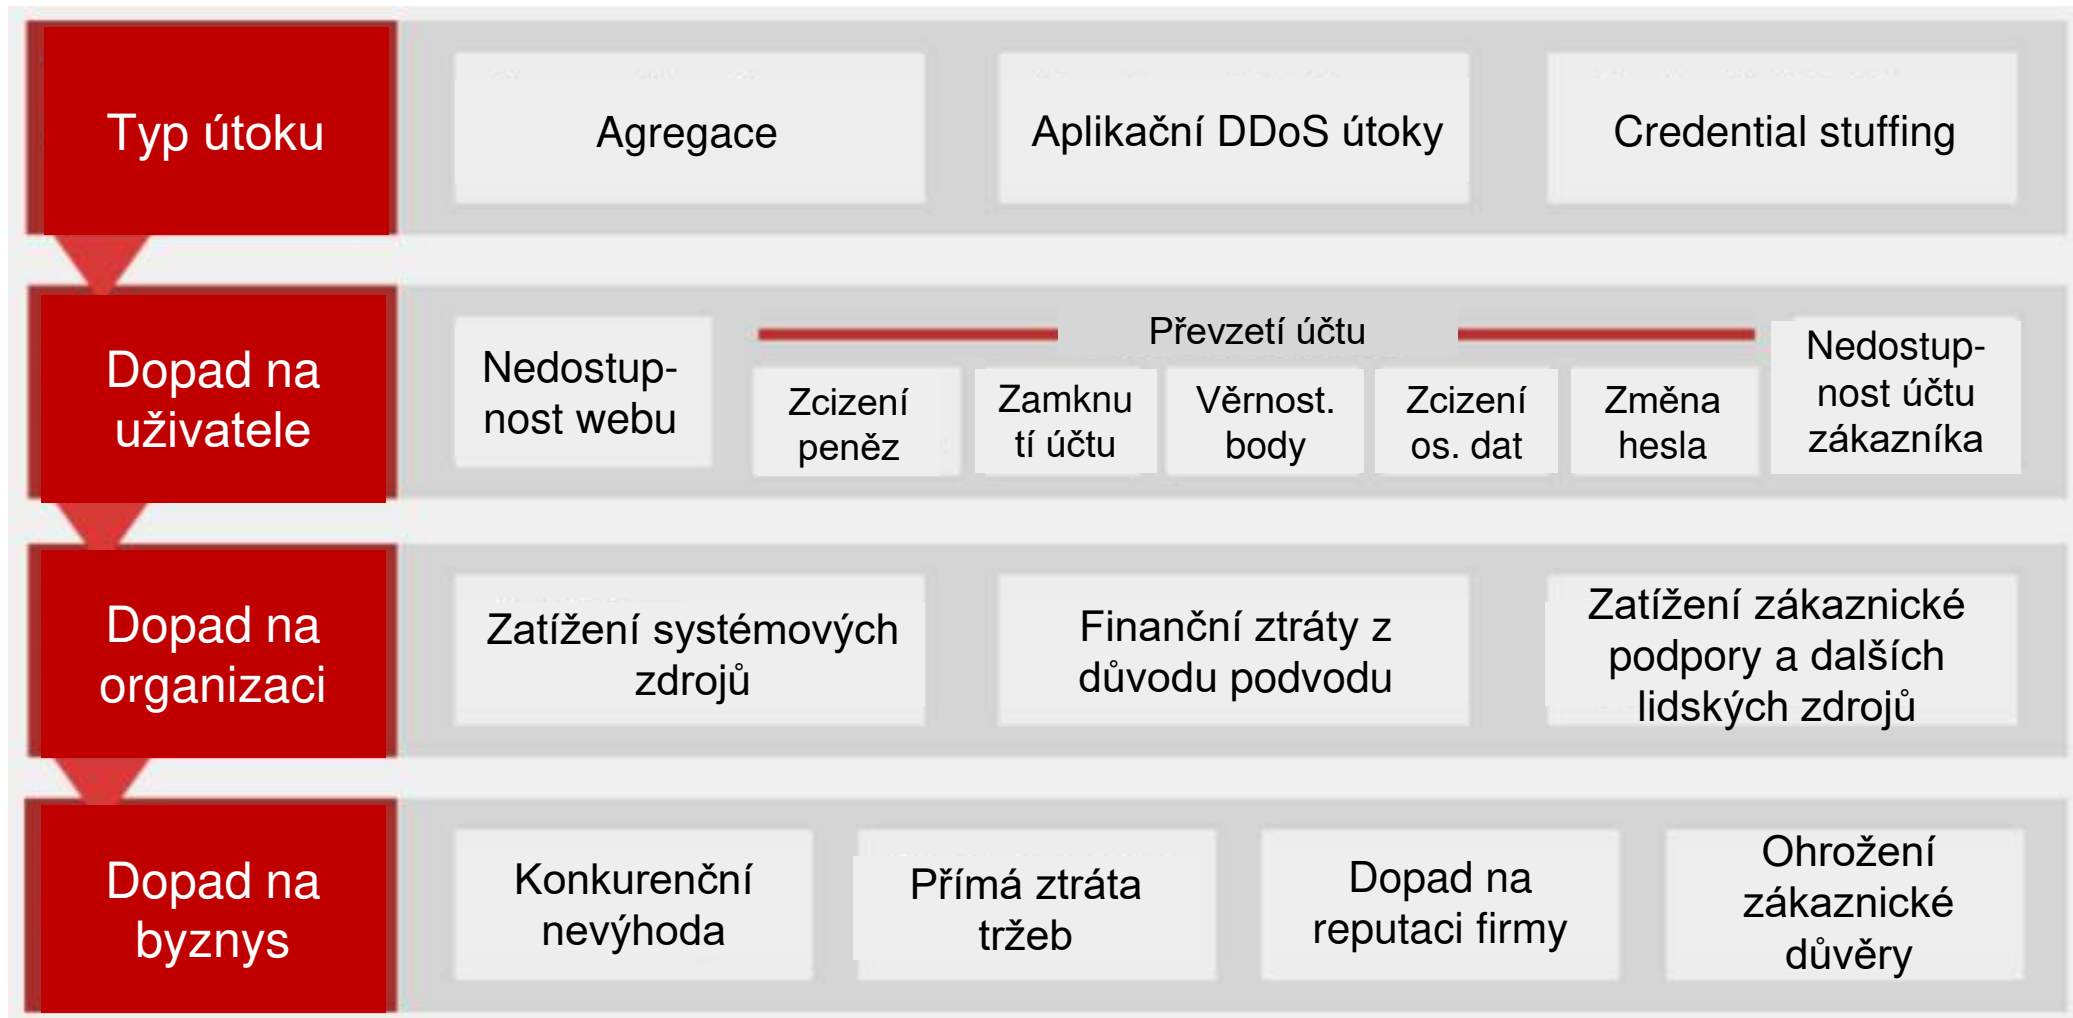 Typ útoku
Agregace
Aplikační DDoS útoky
Credential stuffing
Dopad na
uživatele
Nedostup-
nost webu
Převzetí účtu
Zcizení
peněz
Zamknu
tí účtu
Věrnost.
body
Zcizení
os. dat
Změna
hesla
Nedostup-
nost účtu
zákazníka
Dopad na
organizaci
Zatížení systémových
zdrojů
Finanční ztráty z
důvodu podvodu
Zatížení zákaznické
podpory a dalších
lidských zdrojů
Dopad na
byznys
Konkurenční
nevýhoda
Přímá ztráta
tržeb
Dopad na
reputaci firmy
Ohrožení
zákaznické
důvěry